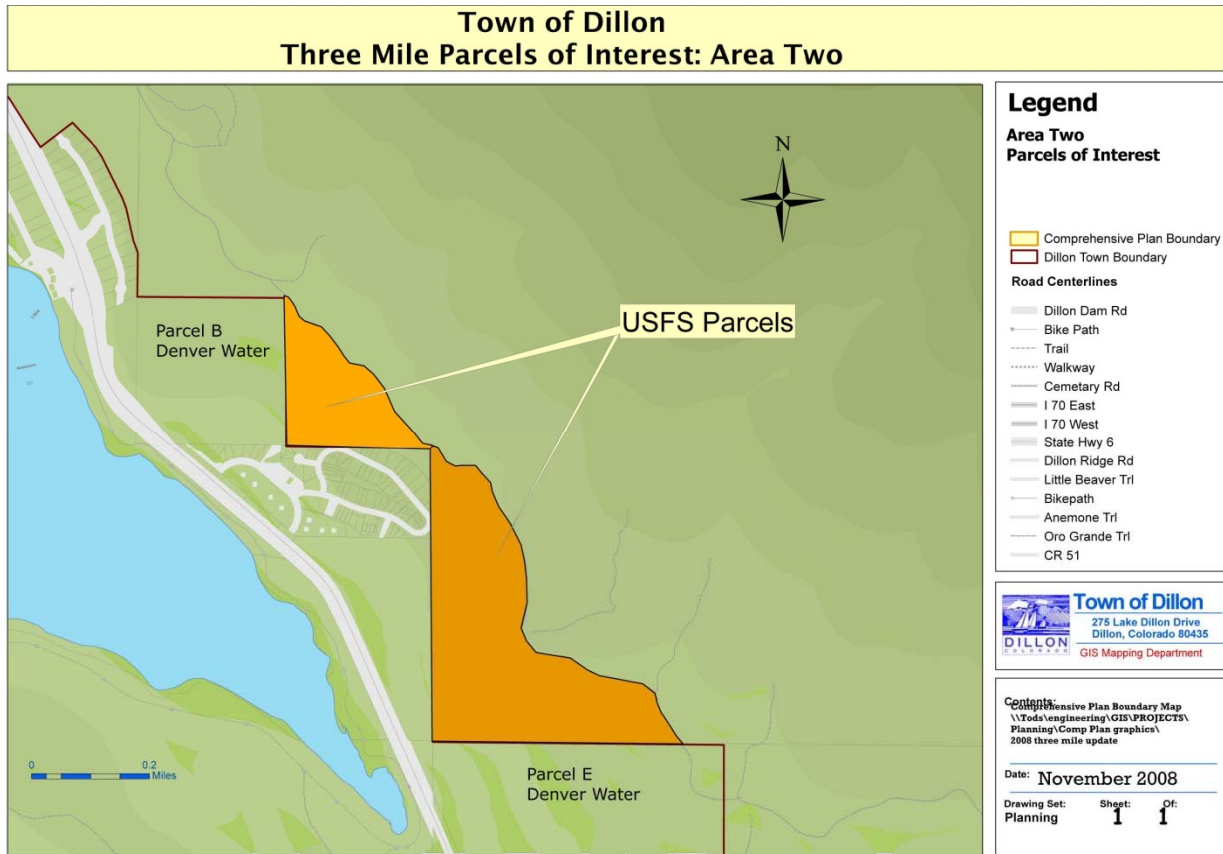 Town of Dillon
Three Mile Parcels of Interest: Area Two
N
USFS Parcels
Parcel B
Denver Water
Parcel E
Denver Water
0
0.2
Miles
Legend
Area Two
Parcels of Interest
Comprehensive Plan Boundary
Dillon Town Boundary
Road Centerlines
Dillon Dam Rd
Bike Path
Trail
Walkway
Cemetary Rd
I 70 East
I 70 West
State Hwy 6
Dillon Ridge Rd
Little Beaver Trl
Bikepath
Anemone Trl
Oro Grande Trl
CR 51
DILLON
COLORADO
Town of Dillon
275 Lake Dillon Drive
Dillon, Colorado 80435
GIS Mapping Department
Contents:
Comprehensive Plan Boundary Map
\\Tods\engineering\GIS\PROJECTS\
Planning\Comp Plan graphics\
2008 three mile update
Date: November 2008
Drawing Set: Sheet: Of:
Planning 1 1